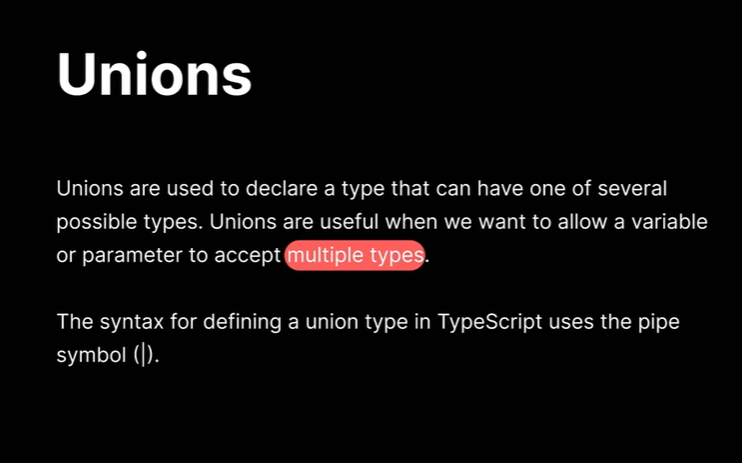 Unions
Unions are used to declare a type that can have one of several
possible types. Unions are useful when we want to allow a variable
or parameter to accept multiple types.
The syntax for defining a union type in TypeScript uses the pipe
symbol (|).